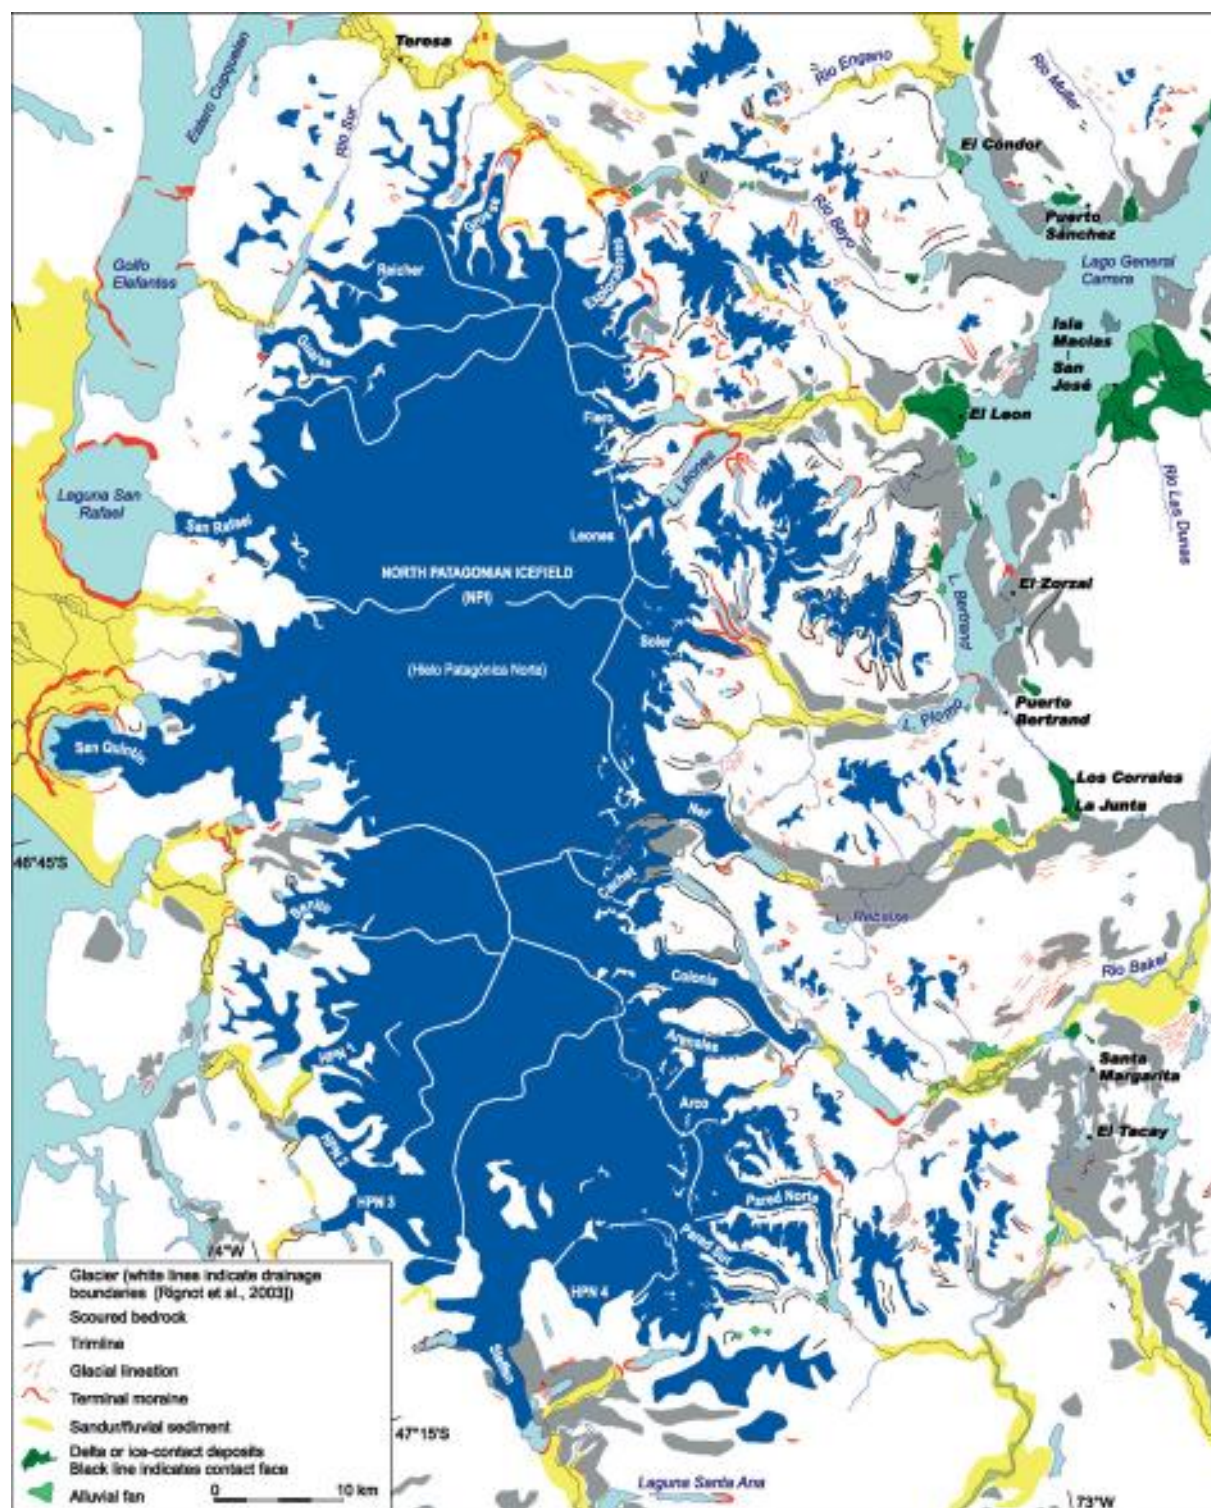 Teresa
Estero Cupquelan
Río Sur
Río Engano
Río Muller
El Cóndor
Puerto
Sánchez
Río Bayo
Golfo
Elefantes
Reicher
Grosse
Exploradores
Lago General
Carrera
Isla
Macias
San
José
Gualas
Fiero
El Leon
L. Leones
Laguna San
Rafael
San Rafael
Leones
Río Las Dunas
NORTH PATAGONIAN ICEFIELD
(NPI)
(Hielo Patagónica Norte)
El Zorzal
L. Bertrand
Soler
L. Plomo
Puerto
Bertrand
San Quintin
Los Corrales
La Junta
Nef
46°45'S
Cachet
Benito
Río Baker
Colonia
Arenales
HPN 1
Santa
Margarita
Arco
El Tacay
HPN 2
HPN 3
Pared Norte
Pared Sur
74°W
HPN 4
Glacier (white lines indicate drainage
boundaries [Rignot et al., 2003])
Scoured bedrock
Trimline
Glacial lineation
Terminal moraine
Sandur/fluvial sediment
Delta or ice-contact deposits
Black line indicates contact face
Alluvial fan
0 10 km
Steffen
47°15'S
Laguna Santa Ana
73°W